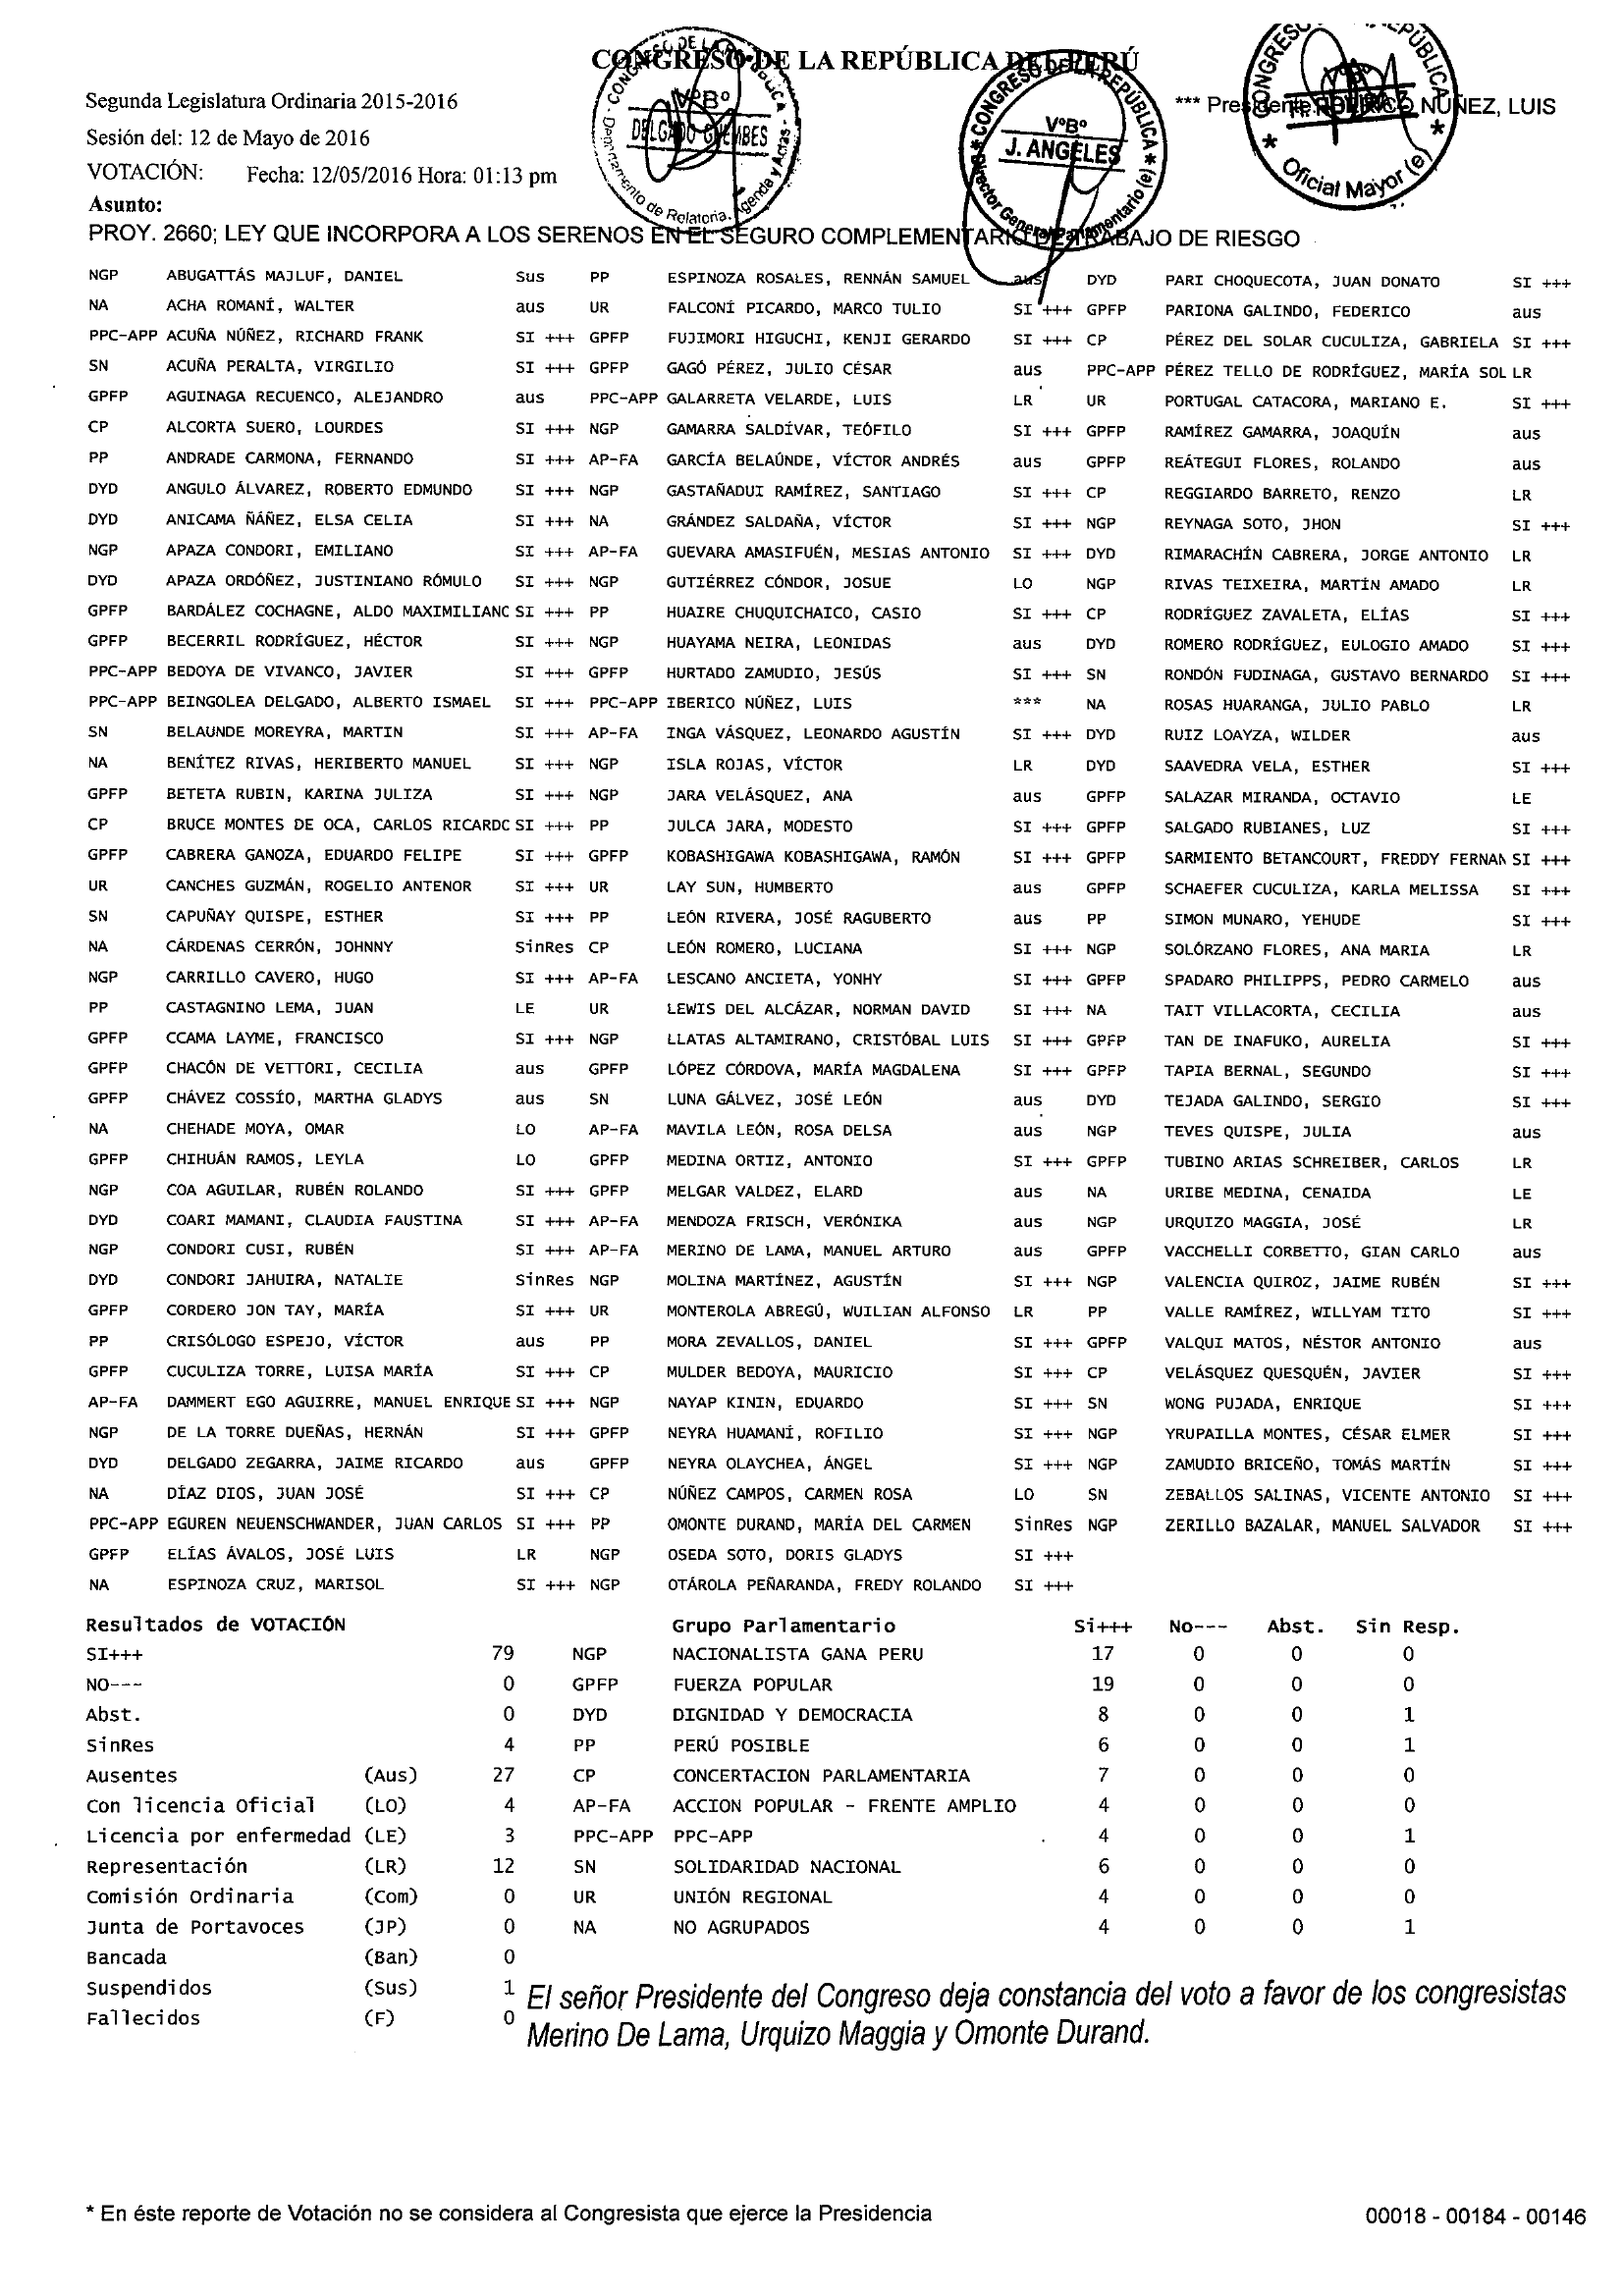 CONGRESO DE LA REPÚBLICA DEL PERÚ
Segunda Legislatura Ordinaria 2015-2016
*** Presidente: IBERICO NÚÑEZ, LUIS
Sesión del: 12 de Mayo de 2016
VOTACIÓN: Fecha: 12/05/2016 Hora: 01:13 pm
Asunto:
PROY. 2660; LEY QUE INCORPORA A LOS SERENOS EN EL SEGURO COMPLEMENTARIO DE TRABAJO DE RIESGO
VºBº
DELGADO GUEMBES
VºBº
J. ANGELES
Oficial Mayor (e)
NGP ABUGATTÁS MAJLUF, DANIEL Sus PP ESPINOZA ROSALES, RENNÁN SAMUEL aus DYD PARI CHOQUECOTA, JUAN DONATO SI +++
NA ACHA ROMANÍ, WALTER aus UR FALCONÍ PICARDO, MARCO TULIO SI +++ GPFP PARIONA GALINDO, FEDERICO aus
PPC-APP ACUÑA NÚÑEZ, RICHARD FRANK SI +++ GPFP FUJIMORI HIGUCHI, KENJI GERARDO SI +++ CP PÉREZ DEL SOLAR CUCULIZA, GABRIELA SI +++
SN ACUÑA PERALTA, VIRGILIO SI +++ GPFP GAGÓ PÉREZ, JULIO CÉSAR aus PPC-APP PÉREZ TELLO DE RODRÍGUEZ, MARÍA SOL LR
GPFP AGUINAGA RECUENCO, ALEJANDRO aus PPC-APP GALARRETA VELARDE, LUIS LR UR PORTUGAL CATACORA, MARIANO E. SI +++
CP ALCORTA SUERO, LOURDES SI +++ NGP GAMARRA SALDÍVAR, TEÓFILO SI +++ GPFP RAMÍREZ GAMARRA, JOAQUÍN aus
PP ANDRADE CARMONA, FERNANDO SI +++ AP-FA GARCÍA BELAÚNDE, VÍCTOR ANDRÉS aus GPFP REÁTEGUI FLORES, ROLANDO aus
DYD ANGULO ÁLVAREZ, ROBERTO EDMUNDO SI +++ NGP GASTAÑADUI RAMÍREZ, SANTIAGO SI +++ CP REGGIARDO BARRETO, RENZO LR
DYD ANICAMA ÑÁÑEZ, ELSA CELIA SI +++ NA GRÁNDEZ SALDAÑA, VÍCTOR SI +++ NGP REYNAGA SOTO, JHON SI +++
NGP APAZA CONDORI, EMILIANO SI +++ AP-FA GUEVARA AMASIFUÉN, MESIAS ANTONIO SI +++ DYD RIMARACHÍN CABRERA, JORGE ANTONIO LR
DYD APAZA ORDÓÑEZ, JUSTINIANO RÓMULO SI +++ NGP GUTIÉRREZ CÓNDOR, JOSUE LO NGP RIVAS TEIXEIRA, MARTÍN AMADO LR
GPFP BARDÁLEZ COCHAGNE, ALDO MAXIMILIANO SI +++ PP HUAIRE CHUQUICHAICO, CASIO SI +++ CP RODRÍGUEZ ZAVALETA, ELÍAS SI +++
GPFP BECERRIL RODRÍGUEZ, HÉCTOR SI +++ NGP HUAYAMA NEIRA, LEONIDAS aus DYD ROMERO RODRÍGUEZ, EULOGIO AMADO SI +++
PPC-APP BEDOYA DE VIVANCO, JAVIER SI +++ GPFP HURTADO ZAMUDIO, JESÚS SI +++ SN RONDÓN FUDINAGA, GUSTAVO BERNARDO SI +++
PPC-APP BEINGOLEA DELGADO, ALBERTO ISMAEL SI +++ PPC-APP IBERICO NÚÑEZ, LUIS *** NA ROSAS HUARANGA, JULIO PABLO LR
SN BELAUNDE MOREYRA, MARTIN SI +++ AP-FA INGA VÁSQUEZ, LEONARDO AGUSTÍN SI +++ DYD RUIZ LOAYZA, WILDER aus
NA BENÍTEZ RIVAS, HERIBERTO MANUEL SI +++ NGP ISLA ROJAS, VÍCTOR LR DYD SAAVEDRA VELA, ESTHER SI +++
GPFP BETETA RUBIN, KARINA JULIZA SI +++ NGP JARA VELÁSQUEZ, ANA aus GPFP SALAZAR MIRANDA, OCTAVIO LE
CP BRUCE MONTES DE OCA, CARLOS RICARDO SI +++ PP JULCA JARA, MODESTO SI +++ GPFP SALGADO RUBIANES, LUZ SI +++
GPFP CABRERA GANOZA, EDUARDO FELIPE SI +++ GPFP KOBASHIGAWA KOBASHIGAWA, RAMÓN SI +++ GPFP SARMIENTO BETANCOURT, FREDDY FERNAN SI +++
UR CANCHES GUZMÁN, ROGELIO ANTENOR SI +++ UR LAY SUN, HUMBERTO aus GPFP SCHAEFER CUCULIZA, KARLA MELISSA SI +++
SN CAPUÑAY QUISPE, ESTHER SI +++ PP LEÓN RIVERA, JOSÉ RAGUBERTO aus PP SIMON MUNARO, YEHUDE SI +++
NA CÁRDENAS CERRÓN, JOHNNY SinRes CP LEÓN ROMERO, LUCIANA SI +++ NGP SOLÓRZANO FLORES, ANA MARIA LR
NGP CARRILLO CAVERO, HUGO SI +++ AP-FA LESCANO ANCIETA, YONHY SI +++ GPFP SPADARO PHILIPPS, PEDRO CARMELO aus
PP CASTAGNINO LEMA, JUAN LE UR LEWIS DEL ALCÁZAR, NORMAN DAVID SI +++ NA TAIT VILLACORTA, CECILIA aus
GPFP CCAMA LAYME, FRANCISCO SI +++ NGP LLATAS ALTAMIRANO, CRISTÓBAL LUIS SI +++ GPFP TAN DE INAFUKO, AURELIA SI +++
GPFP CHACÓN DE VETTORI, CECILIA aus GPFP LÓPEZ CÓRDOVA, MARÍA MAGDALENA SI +++ GPFP TAPIA BERNAL, SEGUNDO SI +++
GPFP CHÁVEZ COSSÍO, MARTHA GLADYS aus SN LUNA GÁLVEZ, JOSÉ LEÓN aus DYD TEJADA GALINDO, SERGIO SI +++
NA CHEHADE MOYA, OMAR LO AP-FA MAVILA LEÓN, ROSA DELSA aus NGP TEVES QUISPE, JULIA aus
GPFP CHIHUÁN RAMOS, LEYLA LO GPFP MEDINA ORTIZ, ANTONIO SI +++ GPFP TUBINO ARIAS SCHREIBER, CARLOS LR
NGP COA AGUILAR, RUBÉN ROLANDO SI +++ GPFP MELGAR VALDEZ, ELARD aus NA URIBE MEDINA, CENAIDA LE
DYD COARI MAMANI, CLAUDIA FAUSTINA SI +++ AP-FA MENDOZA FRISCH, VERÓNIKA aus NGP URQUIZO MAGGIA, JOSÉ LR
NGP CONDORI CUSI, RUBÉN SI +++ AP-FA MERINO DE LAMA, MANUEL ARTURO aus GPFP VACCHELLI CORBETTO, GIAN CARLO aus
DYD CONDORI JAHUIRA, NATALIE SinRes NGP MOLINA MARTÍNEZ, AGUSTÍN SI +++ NGP VALENCIA QUIROZ, JAIME RUBÉN SI +++
GPFP CORDERO JON TAY, MARÍA SI +++ UR MONTEROLA ABREGÚ, WUILIAN ALFONSO LR PP VALLE RAMÍREZ, WILLYAM TITO SI +++
PP CRISÓLOGO ESPEJO, VÍCTOR aus PP MORA ZEVALLOS, DANIEL SI +++ GPFP VALQUI MATOS, NÉSTOR ANTONIO aus
GPFP CUCULIZA TORRE, LUISA MARÍA SI +++ CP MULDER BEDOYA, MAURICIO SI +++ CP VELÁSQUEZ QUESQUÉN, JAVIER SI +++
AP-FA DAMMERT EGO AGUIRRE, MANUEL ENRIQUE SI +++ NGP NAYAP KININ, EDUARDO SI +++ SN WONG PUJADA, ENRIQUE SI +++
NGP DE LA TORRE DUEÑAS, HERNÁN SI +++ GPFP NEYRA HUAMANÍ, ROFILIO SI +++ NGP YRUPAILLA MONTES, CÉSAR ELMER SI +++
DYD DELGADO ZEGARRA, JAIME RICARDO aus GPFP NEYRA OLAYCHEA, ÁNGEL SI +++ NGP ZAMUDIO BRICEÑO, TOMÁS MARTÍN SI +++
NA DÍAZ DIOS, JUAN JOSÉ SI +++ CP NÚÑEZ CAMPOS, CARMEN ROSA LO SN ZEBALLOS SALINAS, VICENTE ANTONIO SI +++
PPC-APP EGUREN NEUENSCHWANDER, JUAN CARLOS SI +++ PP OMONTE DURAND, MARÍA DEL CARMEN SinRes NGP ZERILLO BAZALAR, MANUEL SALVADOR SI +++
GPFP ELÍAS ÁVALOS, JOSÉ LUIS LR NGP OSEDA SOTO, DORIS GLADYS SI +++
NA ESPINOZA CRUZ, MARISOL SI +++ NGP OTÁROLA PEÑARANDA, FREDY ROLANDO SI +++
Resultados de VOTACIÓN Grupo Parlamentario Si+++ No--- Abst. Sin Resp.
SI+++ 79 NGP NACIONALISTA GANA PERU 17 0 0 0
NO--- 0 GPFP FUERZA POPULAR 19 0 0 0
Abst. 0 DYD DIGNIDAD Y DEMOCRACIA 8 0 0 1
SinRes 4 PP PERÚ POSIBLE 6 0 0 1
Ausentes (Aus) 27 CP CONCERTACION PARLAMENTARIA 7 0 0 0
Con licencia Oficial (LO) 4 AP-FA ACCION POPULAR - FRENTE AMPLIO 4 0 0 0
Licencia por enfermedad (LE) 3 PPC-APP PPC-APP 4 0 0 1
Representación (LR) 12 SN SOLIDARIDAD NACIONAL 6 0 0 0
Comisión Ordinaria (Com) 0 UR UNIÓN REGIONAL 4 0 0 0
Junta de Portavoces (JP) 0 NA NO AGRUPADOS 4 0 0 1
Bancada (Ban) 0
Suspendidos (Sus) 1
Fallecidos (F) 0
El señor Presidente del Congreso deja constancia del voto a favor de los congresistas
Merino De Lama, Urquizo Maggia y Omonte Durand.
* En éste reporte de Votación no se considera al Congresista que ejerce la Presidencia 00018 - 00184 - 00146